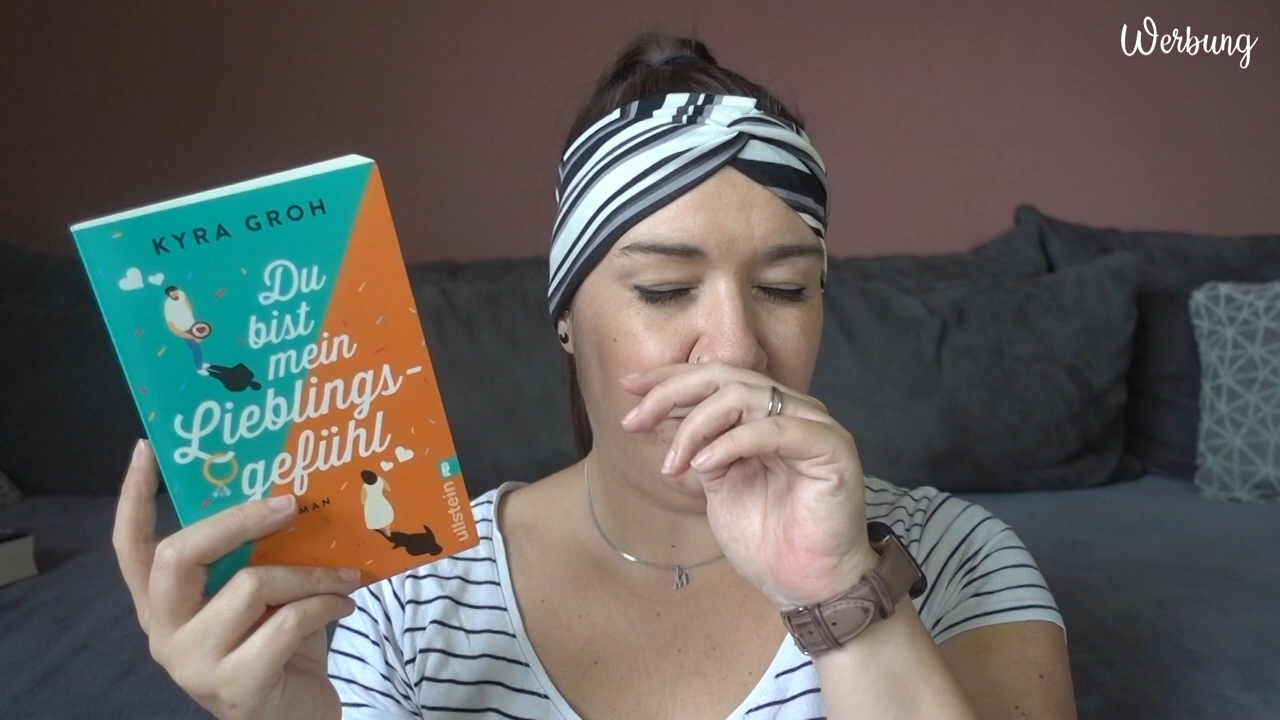 Werbung
KYRA GROH
Du
bist
mein
Lieblings-
gefühl
MAN
ullstein